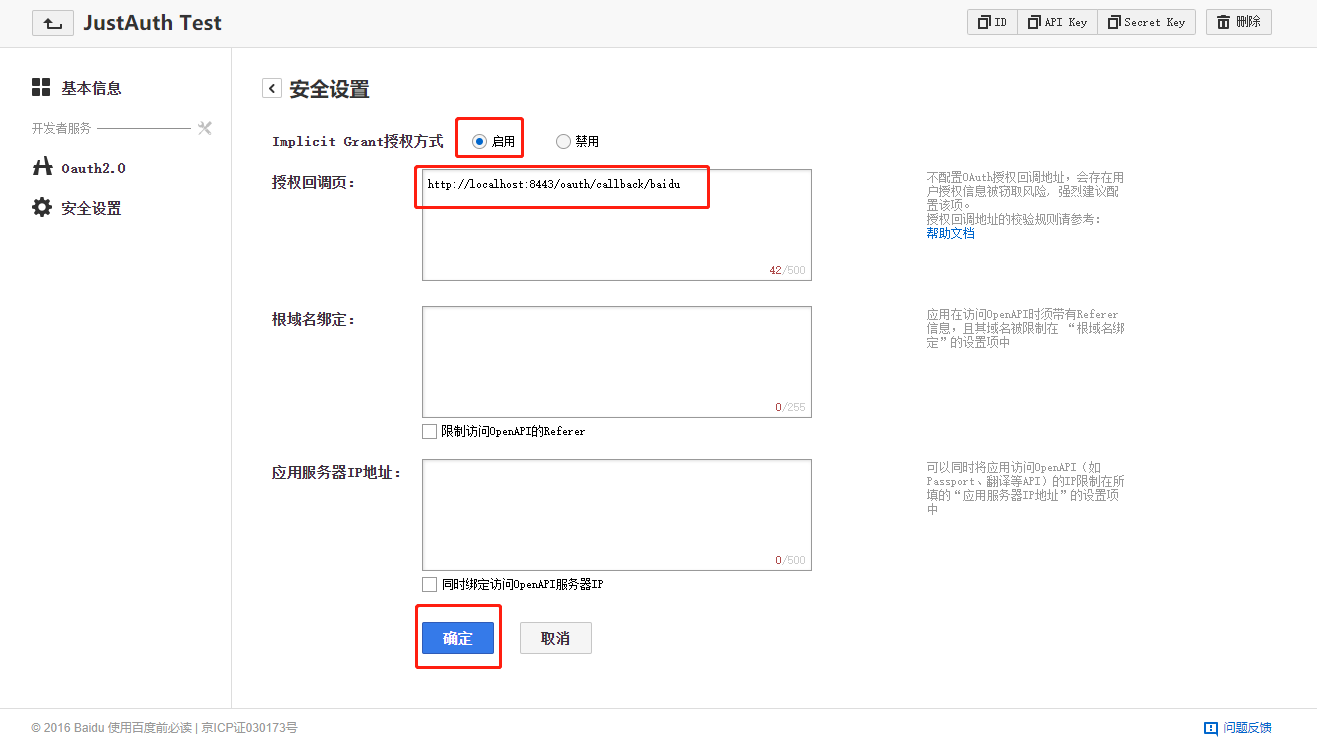 JustAuth Test
ID
API Key
Secret Key
删除
基本信息
开发者服务
Oauth2.0
安全设置
安全设置
Implicit Grant授权方式
启用
禁用
授权回调页：
http://localhost:8443/oauth/callback/baidu
42/500
不配置OAuth授权回调地址，会存在用
户授权信息被窃取风险, 强烈建议配
置该项。
授权回调地址的校验规则请参考：
帮助文档
根域名绑定：
0/255
应用在访问OpenAPI时须带有Referer
信息，且其域名被限制在 “根域名绑
定”的设置项中
限制访问OpenAPI的Referer
应用服务器IP地址：
0/500
可以同时将应用访问OpenAPI（如
Passport、翻译等API）的IP限制在所
填的“应用服务器IP地址”的设置项
中
同时绑定访问OpenAPI服务器IP
确定
取消
© 2016 Baidu 使用百度前必读 | 京ICP证030173号
问题反馈